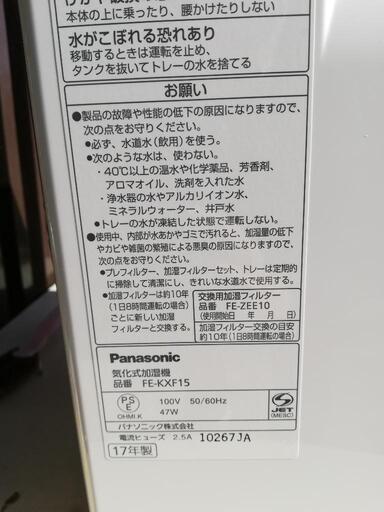 本体の上に乗ったり、腰かけたりしない
水がこぼれる恐れあり
移動するときは運転を止め、
タンクを抜いてトレーの水を捨てる
お願い
●製品の故障や性能の低下の原因になりますので、
次の点をお守りください。
●必ず、水道水(飲用)を使う。
●次のような水は、使わない。
・40℃以上の温水や化学薬品、芳香剤、
アロマオイル、洗剤を入れた水
・浄水器の水やアルカリイオン水、
ミネラルウォーター、井戸水
●トレーの水が凍結した状態で運転しない。
●使用中、内部が水あかやゴミで汚れると、加湿量の低下
やカビや雑菌の繁殖による悪臭の原因になりますので、
次の点をお守りください。
●プレフィルター、加湿フィルターセット、トレーは定期的
に掃除して清潔にし、きれいな水道水で使用する。
●加湿フィルターは約10年
(1日8時間運転の場合)
ごとに新しい加湿
フィルターと交換する。
交換用加湿フィルター
品番 FE-ZEE10
(使用開始日 年 月 日)
加湿フィルター交換の目安
約10年(1日8時間運転の場合)
Panasonic
気化式加湿機
品番 FE-KXF15
PS
E
OHMI.K
100V 50/60Hz
47W
JET
(MESC)
パナソニック株式会社
電流ヒューズ 2.5A 10267JA
17年製